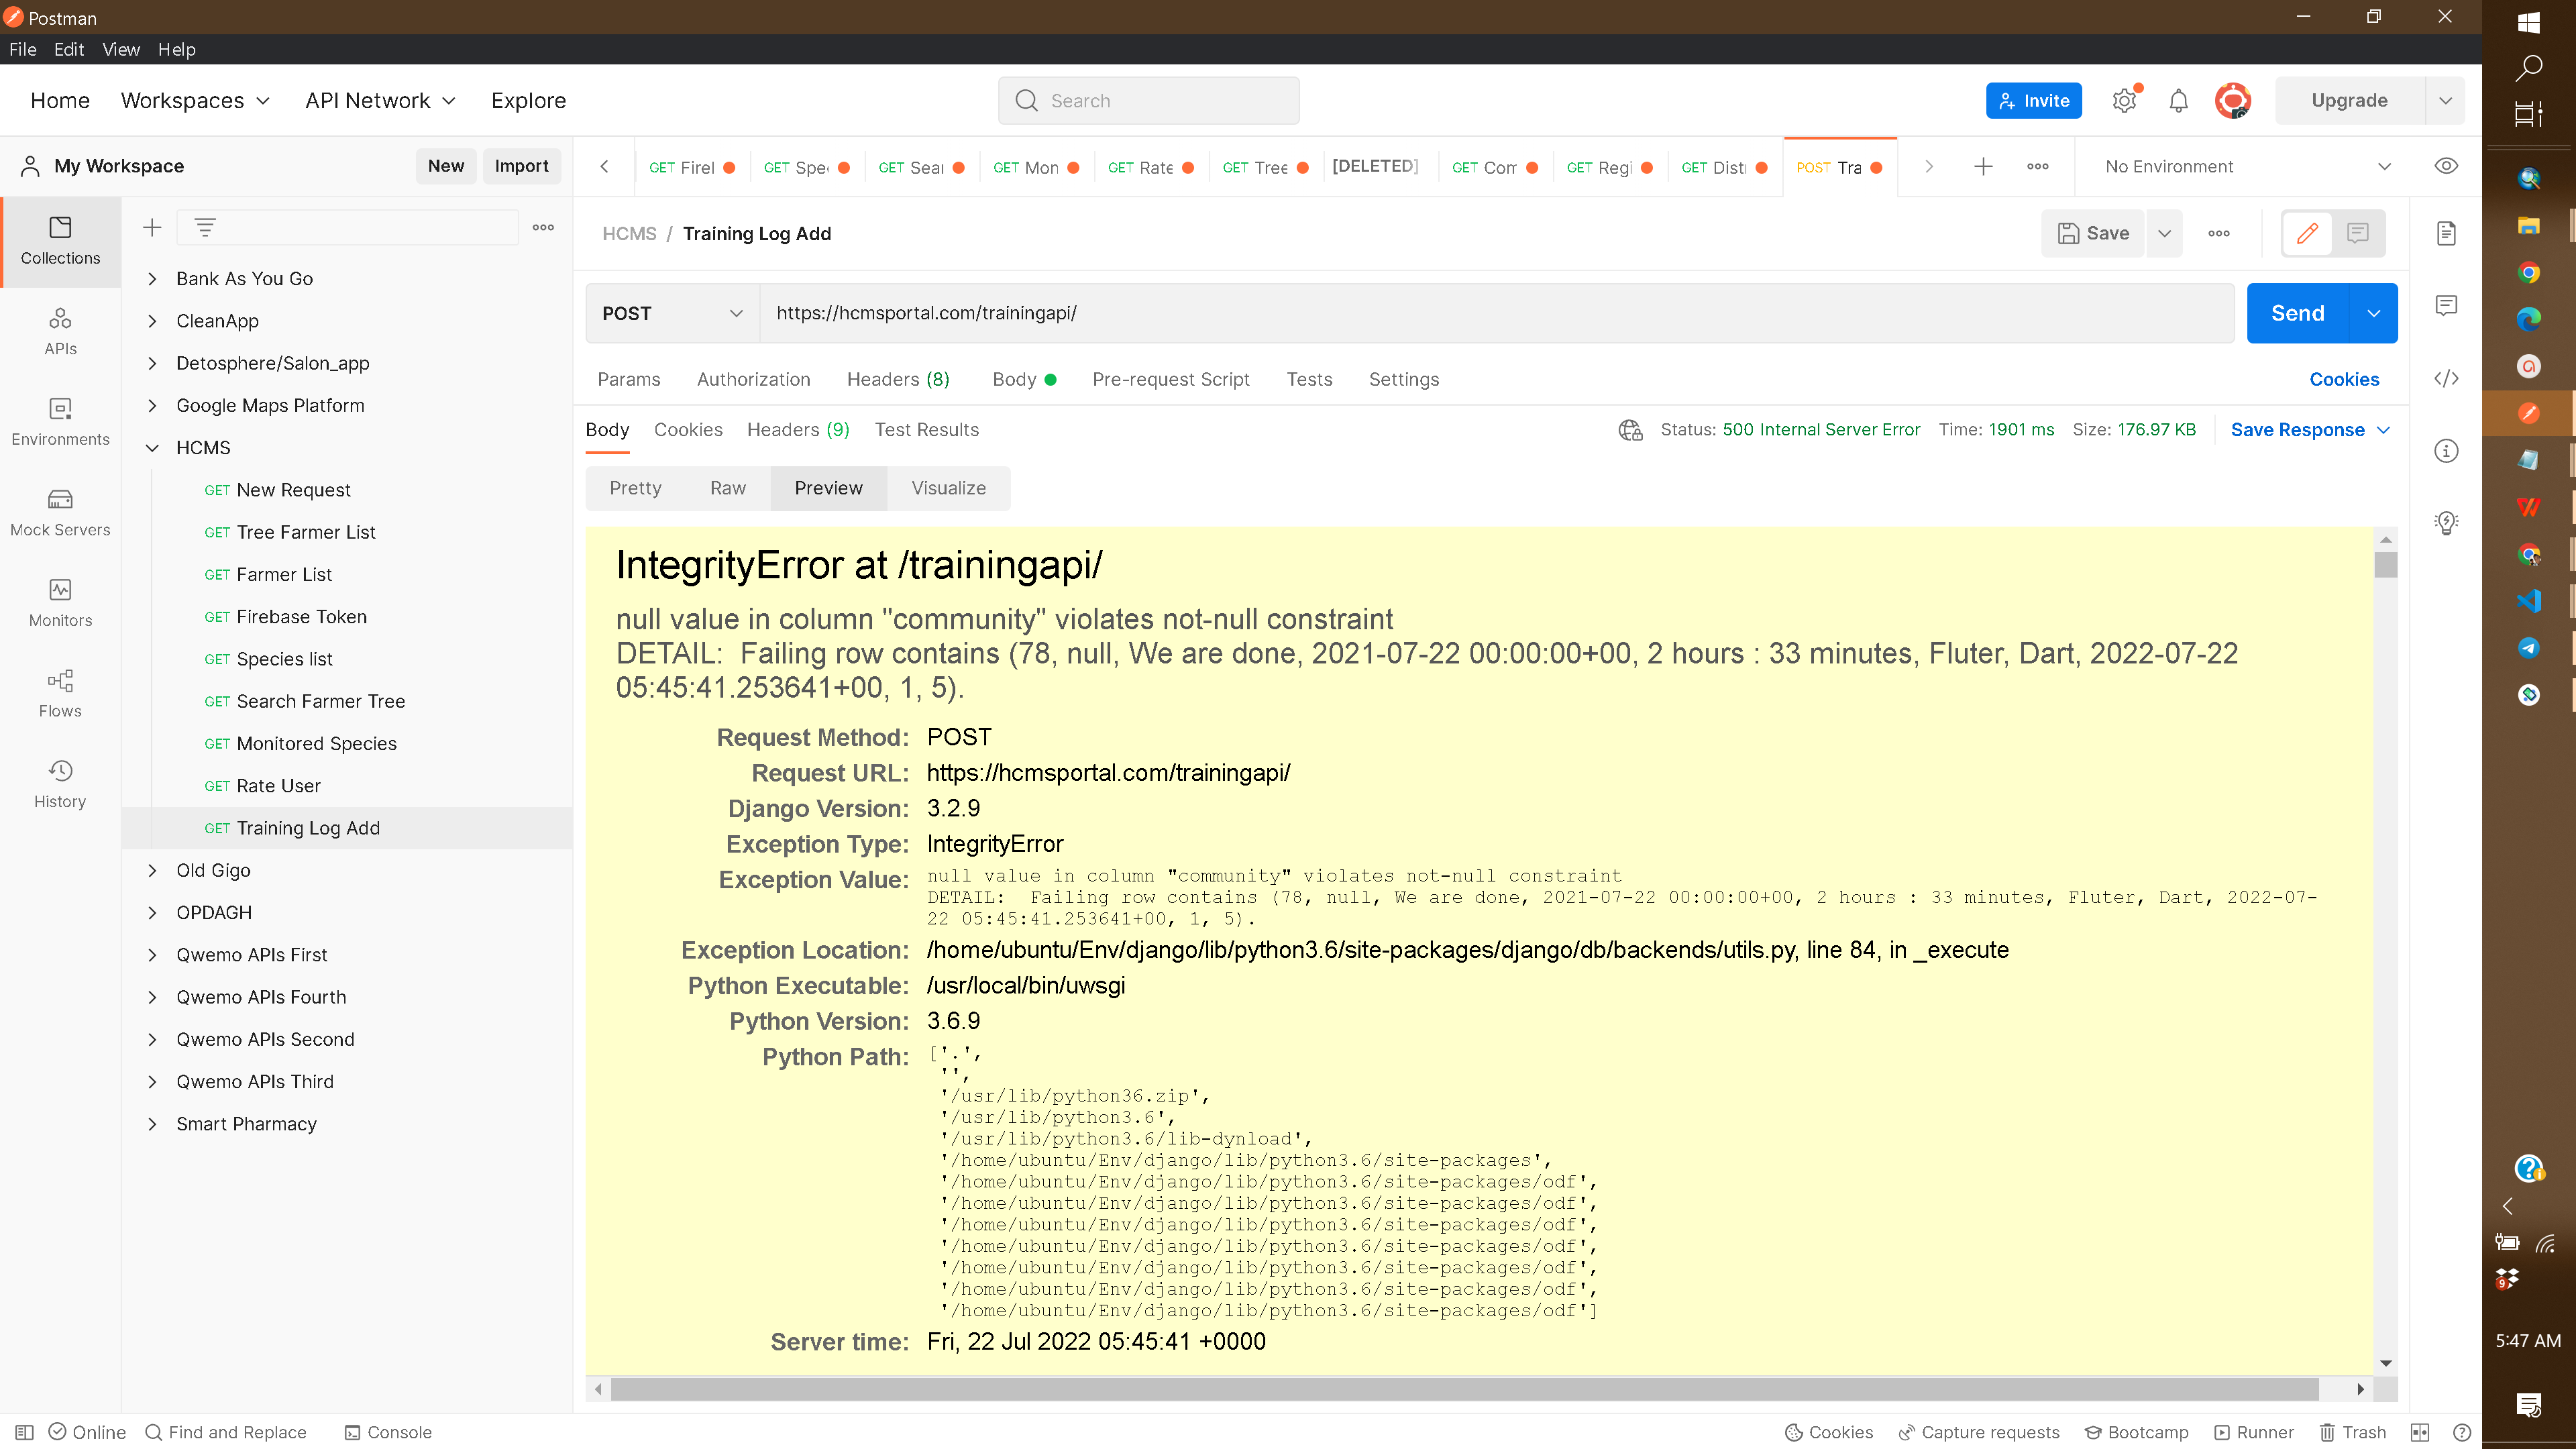 Postman
File Edit View Help
Home Workspaces API Network Explore
Search
Invite
Upgrade
My Workspace
New
Import
GET Firel
GET Spe
GET Sear
GET Mon
GET Rate
GET Tree
[DELETED]
GET Com
GET Regi
GET Distr
POST Tra
No Environment
Collections
APIs
Environments
Mock Servers
Monitors
Flows
History
Bank As You Go
CleanApp
Detosphere/Salon_app
Google Maps Platform
HCMS
GET New Request
GET Tree Farmer List
GET Farmer List
GET Firebase Token
GET Species list
GET Search Farmer Tree
GET Monitored Species
GET Rate User
GET Training Log Add
Old Gigo
OPDAGH
Qwemo APIs First
Qwemo APIs Fourth
Qwemo APIs Second
Qwemo APIs Third
Smart Pharmacy
HCMS / Training Log Add
Save
POST
https://hcmsportal.com/trainingapi/
Send
Params Authorization Headers (8) Body Pre-request Script Tests Settings Cookies
Body Cookies Headers (9) Test Results
Status: 500 Internal Server Error Time: 1901 ms Size: 176.97 KB Save Response
Pretty Raw Preview Visualize
IntegrityError at /trainingapi/
null value in column "community" violates not-null constraint
DETAIL: Failing row contains (78, null, We are done, 2021-07-22 00:00:00+00, 2 hours : 33 minutes, Fluter, Dart, 2022-07-22
05:45:41.253641+00, 1, 5).
Request Method: POST
Request URL: https://hcmsportal.com/trainingapi/
Django Version: 3.2.9
Exception Type: IntegrityError
Exception Value: null value in column "community" violates not-null constraint
DETAIL: Failing row contains (78, null, We are done, 2021-07-22 00:00:00+00, 2 hours : 33 minutes, Fluter, Dart, 2022-07-
22 05:45:41.253641+00, 1, 5).
Exception Location: /home/ubuntu/Env/django/lib/python3.6/site-packages/django/db/backends/utils.py, line 84, in _execute
Python Executable: /usr/local/bin/uwsgi
Python Version: 3.6.9
Python Path: ['.',
'',
'/usr/lib/python36.zip',
'/usr/lib/python3.6',
'/usr/lib/python3.6/lib-dynload',
'/home/ubuntu/Env/django/lib/python3.6/site-packages',
'/home/ubuntu/Env/django/lib/python3.6/site-packages/odf',
'/home/ubuntu/Env/django/lib/python3.6/site-packages/odf',
'/home/ubuntu/Env/django/lib/python3.6/site-packages/odf',
'/home/ubuntu/Env/django/lib/python3.6/site-packages/odf',
'/home/ubuntu/Env/django/lib/python3.6/site-packages/odf',
'/home/ubuntu/Env/django/lib/python3.6/site-packages/odf',
'/home/ubuntu/Env/django/lib/python3.6/site-packages/odf']
Server time: Fri, 22 Jul 2022 05:45:41 +0000
Online Find and Replace Console
Cookies Capture requests Bootcamp Runner Trash
9
5:47 AM